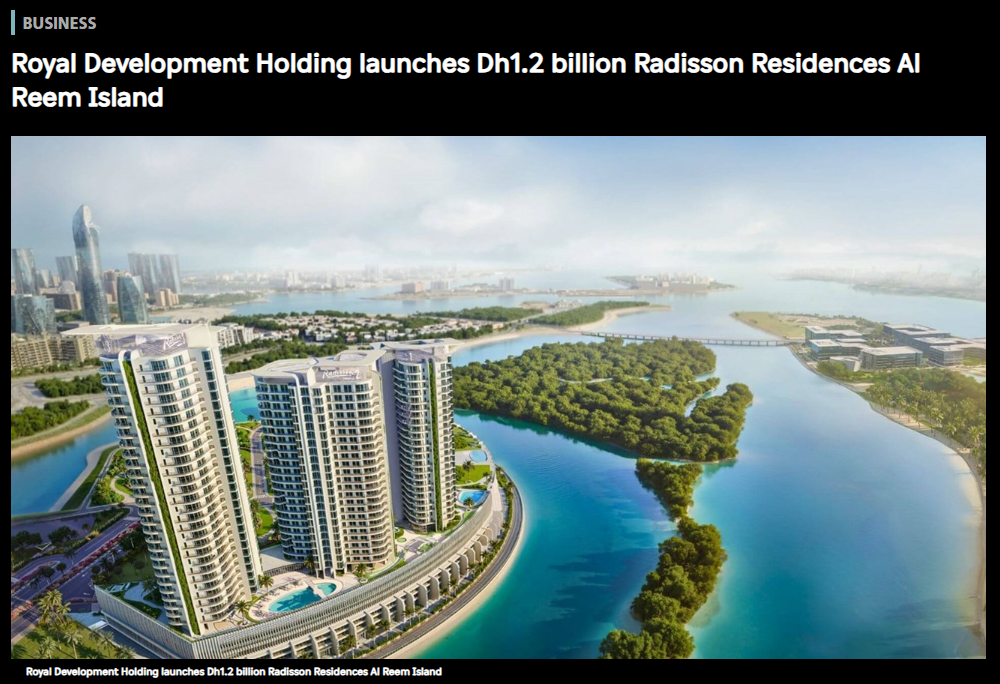 BUSINESS
Royal Development Holding launches Dh1.2 billion Radisson Residences Al
Reem Island
Radisson
Royal Development Holding launches Dh1.2 billion Radisson Residences Al Reem Island